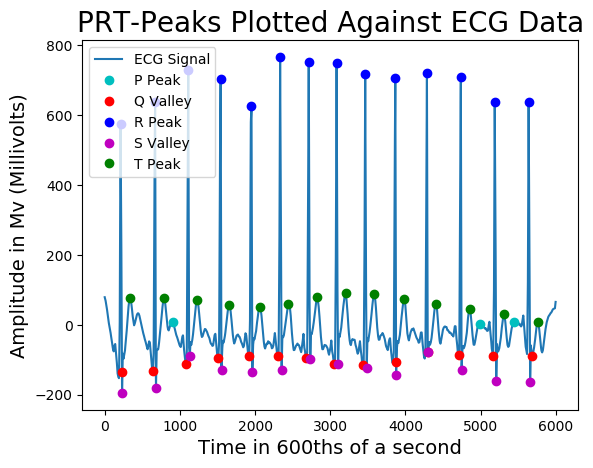 PRT-Peaks Plotted Against ECG Data
800
600
400
200
0
−200
Amplitude in Mv (Millivolts)
ECG Signal
P Peak
Q Valley
R Peak
S Valley
T Peak
0 1000 2000 3000 4000 5000 6000
Time in 600ths of a second